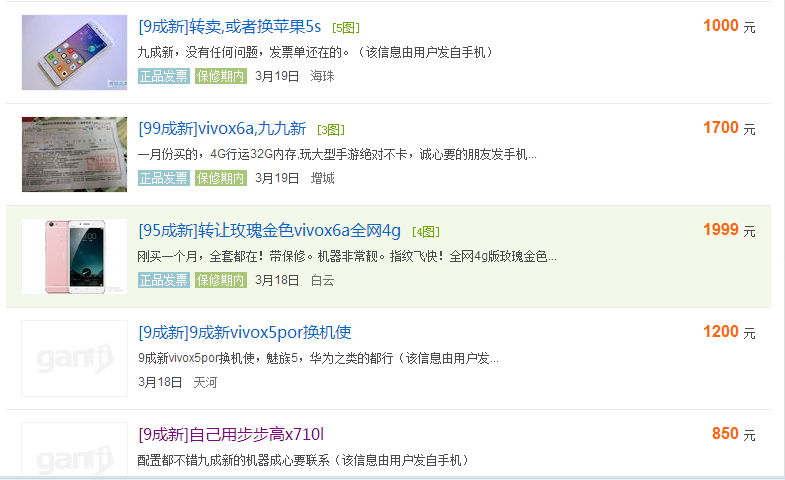 [9成新]转卖,或者换苹果5s [5图] 1000 元
九成新，没有任何问题，发票单还在的。（该信息由用户发自手机）
正品发票 保修期内 3月19日 海珠
[99成新]vivox6a,九九新 [3图] 1700 元
一月份买的，4G行运32G内存,玩大型手游绝对不卡，诚心要的朋友发手机...
正品发票 保修期内 3月19日 增城
[95成新]转让玫瑰金色vivox6a全网4g [4图] 1999 元
刚买一个月，全套都在！带保修。机器非常靓。指纹飞快！全网4g版玫瑰金色...
正品发票 保修期内 3月18日 白云
[9成新]9成新vivox5por换机使 1200 元
ganji
9成新vivox5por换机使，魅族5，华为之类的都行（该信息由用户发...
3月18日 天河
[9成新]自己用步步高x710l 850 元
ganji
配置都不错九成新的机器成心要联系（该信息由用户发自手机）